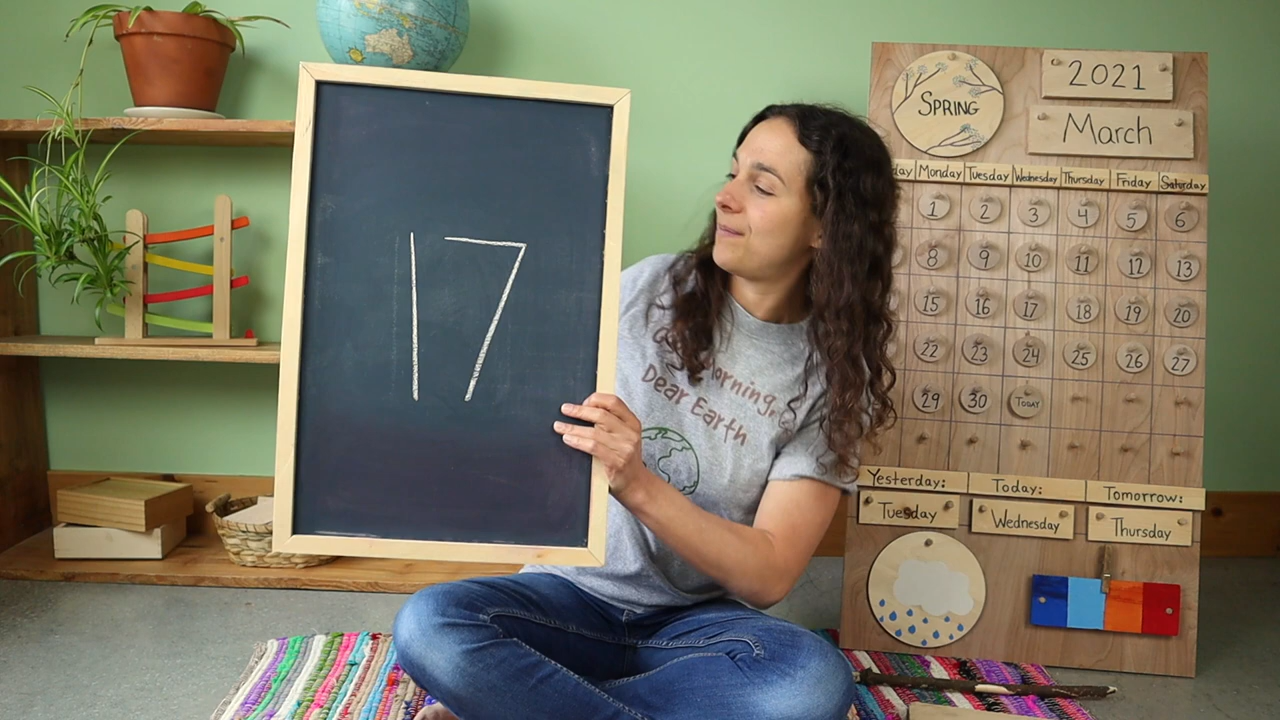 17
Morning,
Dear Earth
SPRING
2021
March
Monday Tuesday Wednesday Thursday Friday Saturday
1 2 3 4 5 6
8 9 10 11 12 13
15 16 17 18 19 20
22 23 24 25 26 27
29 30 TODAY
Yesterday: Today: Tomorrow:
Tuesday Wednesday Thursday